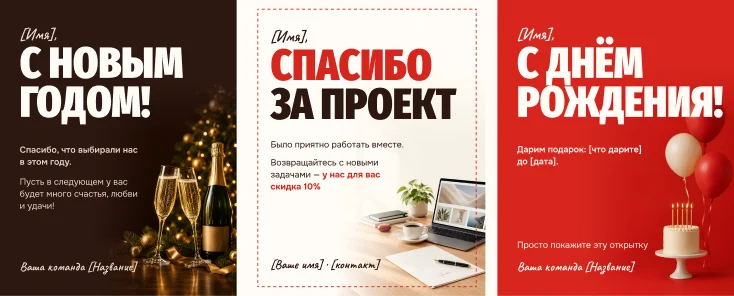 [Имя],
С НОВЫМ
ГОДОМ!
Спасибо, что выбирали нас
в этом году.
Пусть в следующем у вас
будет много счастья, любви
и удачи!
Ваша команда [Название]
[Имя],
СПАСИБО
ЗА ПРОЕКТ
Было приятно работать вместе.
Возвращайтесь с новыми
задачами — у нас для вас
скидка 10%
[Ваше имя] · [контакт]
[Имя],
С ДНЁМ
РОЖДЕНИЯ!
Дарим подарок: [что дарите]
до [дата].
Просто покажите эту открытку
Ваша команда [Название]